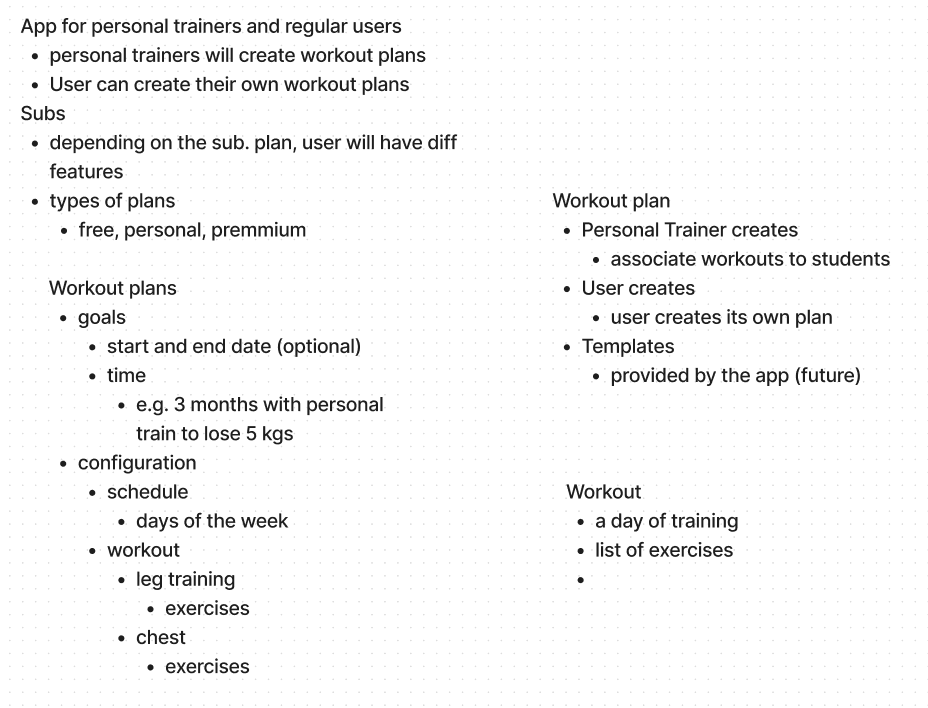 App for personal trainers and regular users
• personal trainers will create workout plans
• User can create their own workout plans
Subs
• depending on the sub. plan, user will have diff
features
• types of plans
• free, personal, premmium
Workout plans
• goals
• start and end date (optional)
• time
• e.g. 3 months with personal
train to lose 5 kgs
• configuration
• schedule
• days of the week
• workout
• leg training
• exercises
• chest
• exercises
Workout plan
• Personal Trainer creates
• associate workouts to students
• User creates
• user creates its own plan
• Templates
• provided by the app (future)
Workout
• a day of training
• list of exercises
•